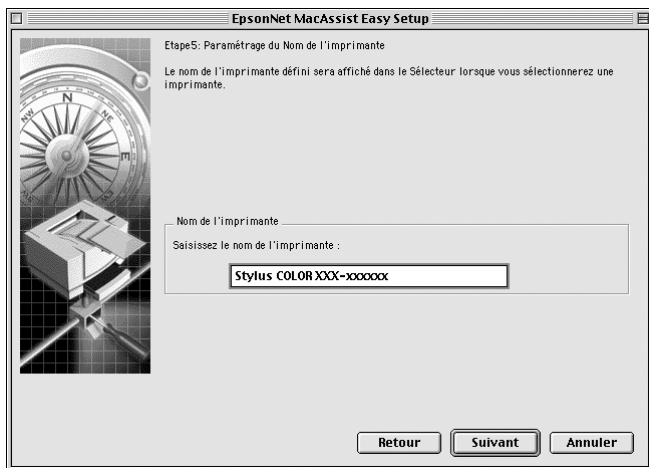 EpsonNet MacAssist Easy Setup
Etape5: Paramétrage du Nom de l'imprimante
Le nom de l'imprimante défini sera affiché dans le Sélecteur lorsque vous sélectionnerez une
imprimante.
N
NE
E
Nom de l'imprimante
Saisissez le nom de l'imprimante :
Stylus COLOR XXX-xxxxxx
Retour
Suivant
Annuler